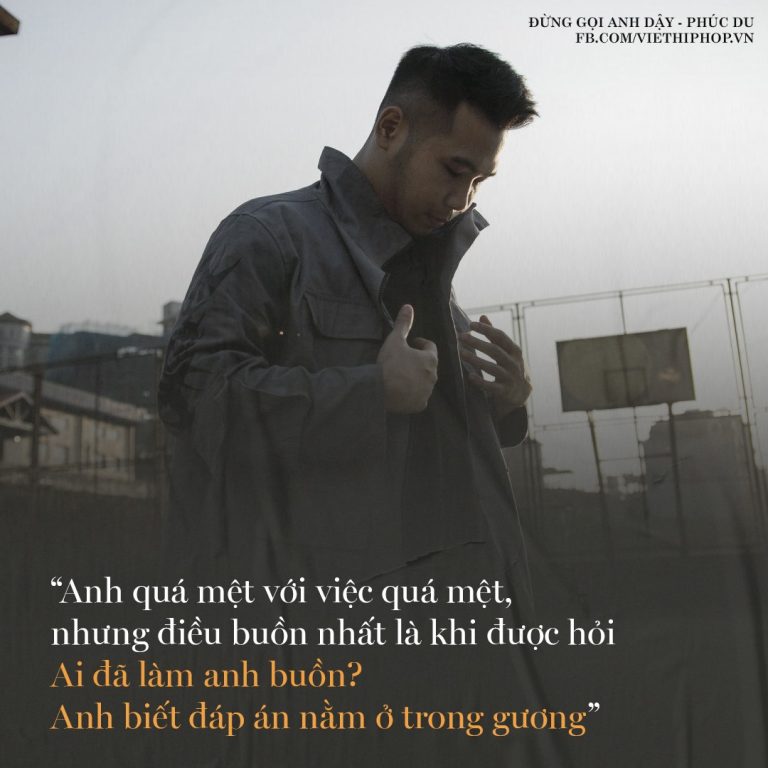 ĐỪNG GỌI ANH DẬY - PHÚC DU
FB.COM/VIETHIPHOP.VN
“Anh quá mệt với việc quá mệt,
nhưng điều buồn nhất là khi được hỏi
Ai đã làm anh buồn?
Anh biết đáp án nằm ở trong gương”